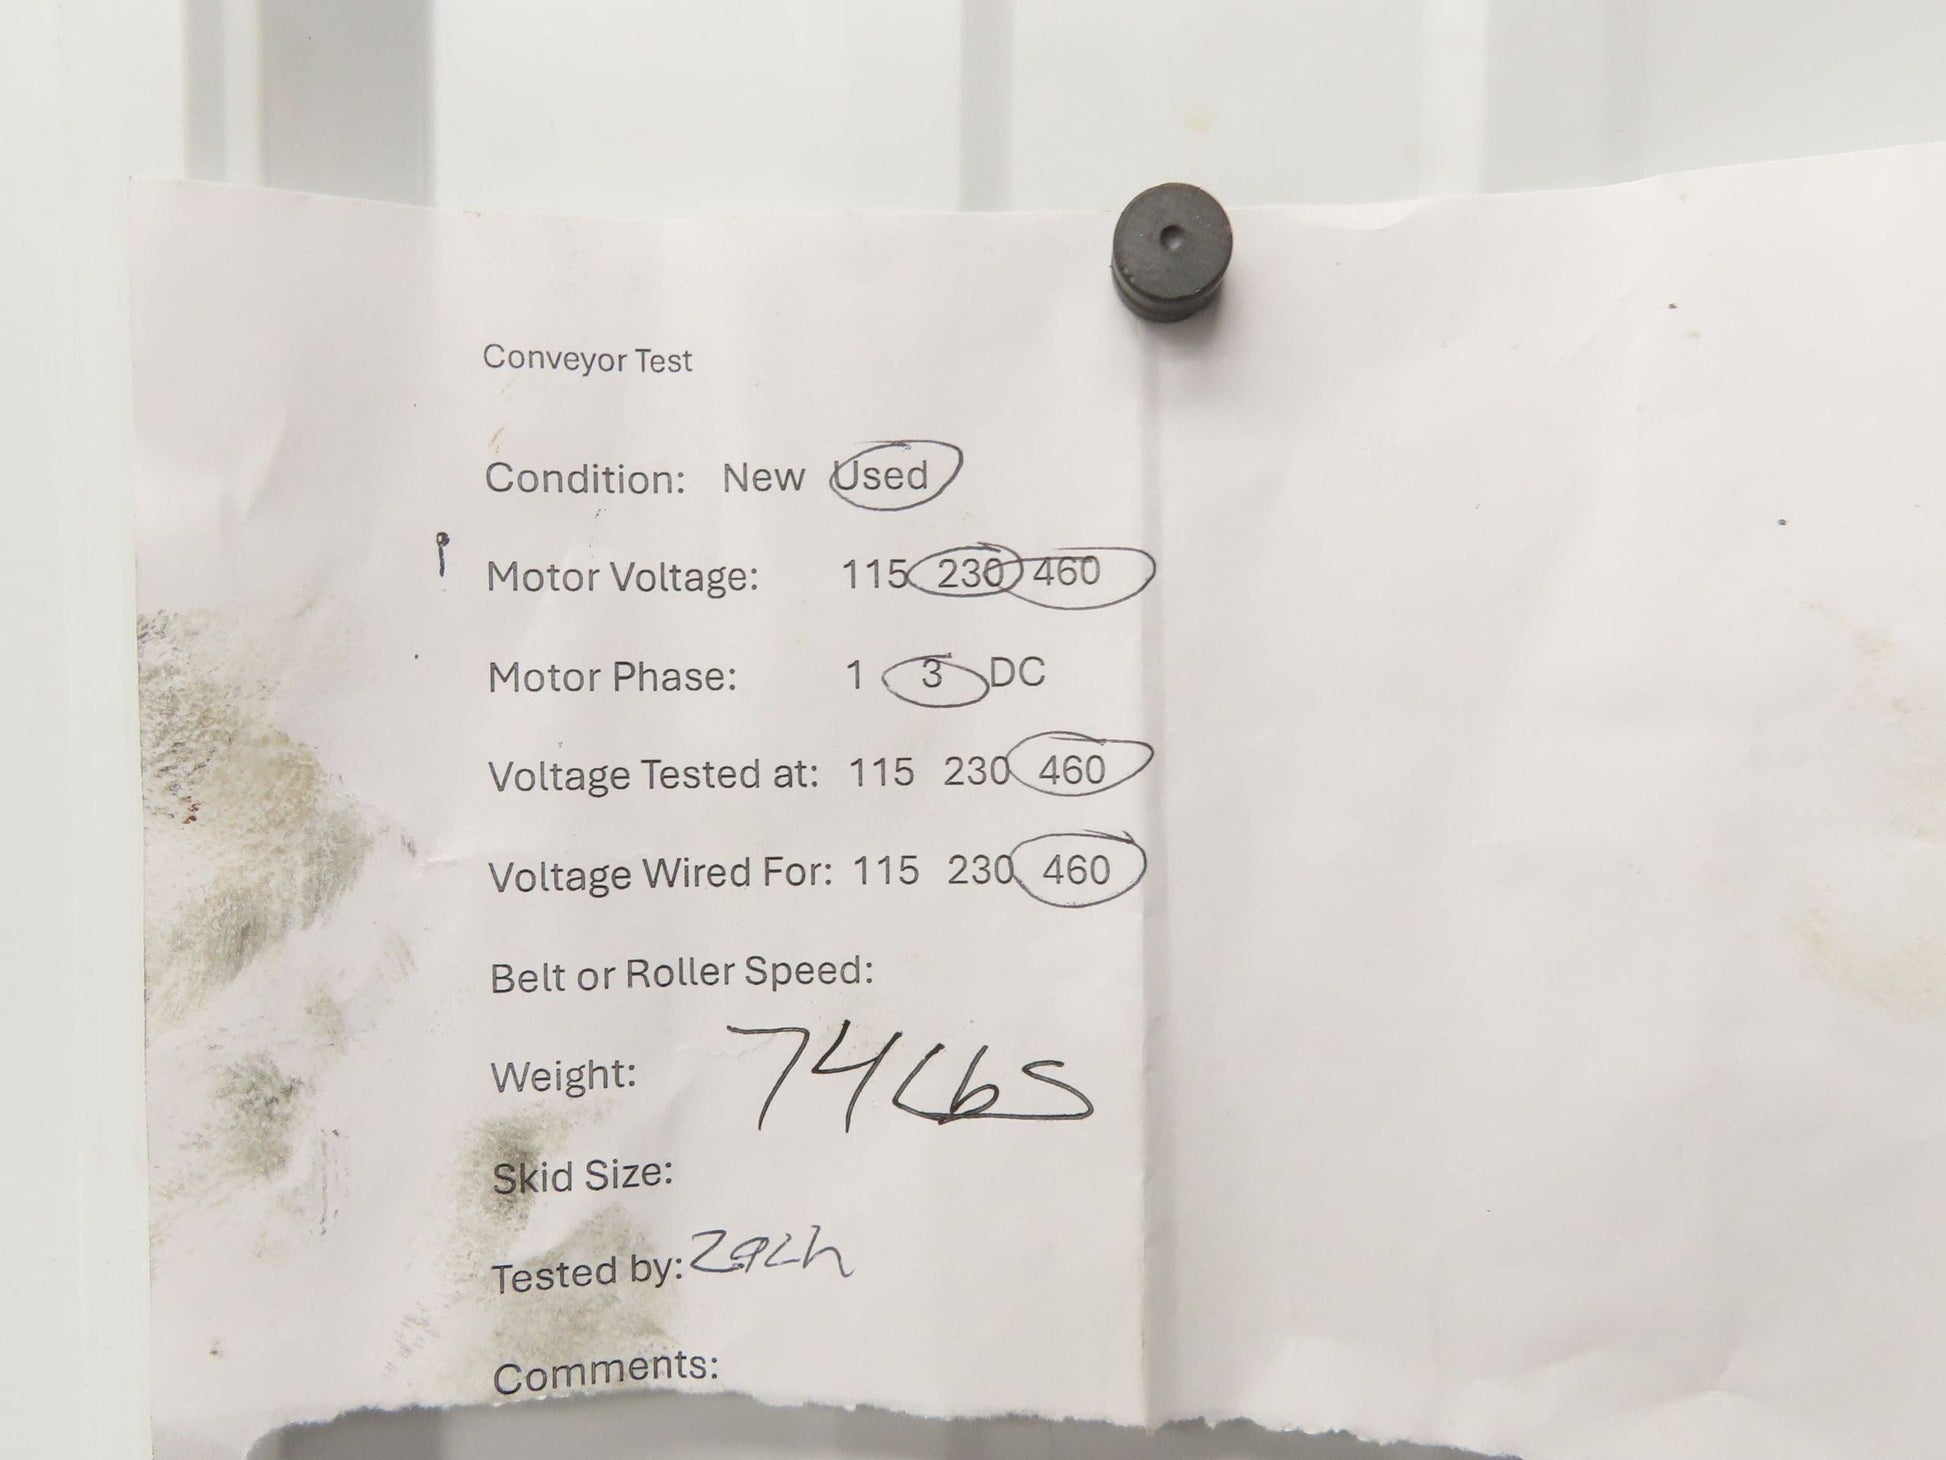 Conveyor Test
Condition: New Used
Motor Voltage: 115 230 460
Motor Phase: 1 3 DC
Voltage Tested at: 115 230 460
Voltage Wired For: 115 230 460
Belt or Roller Speed:
Weight: 74 Lbs
Skid Size:
Tested by: Zach
Comments: